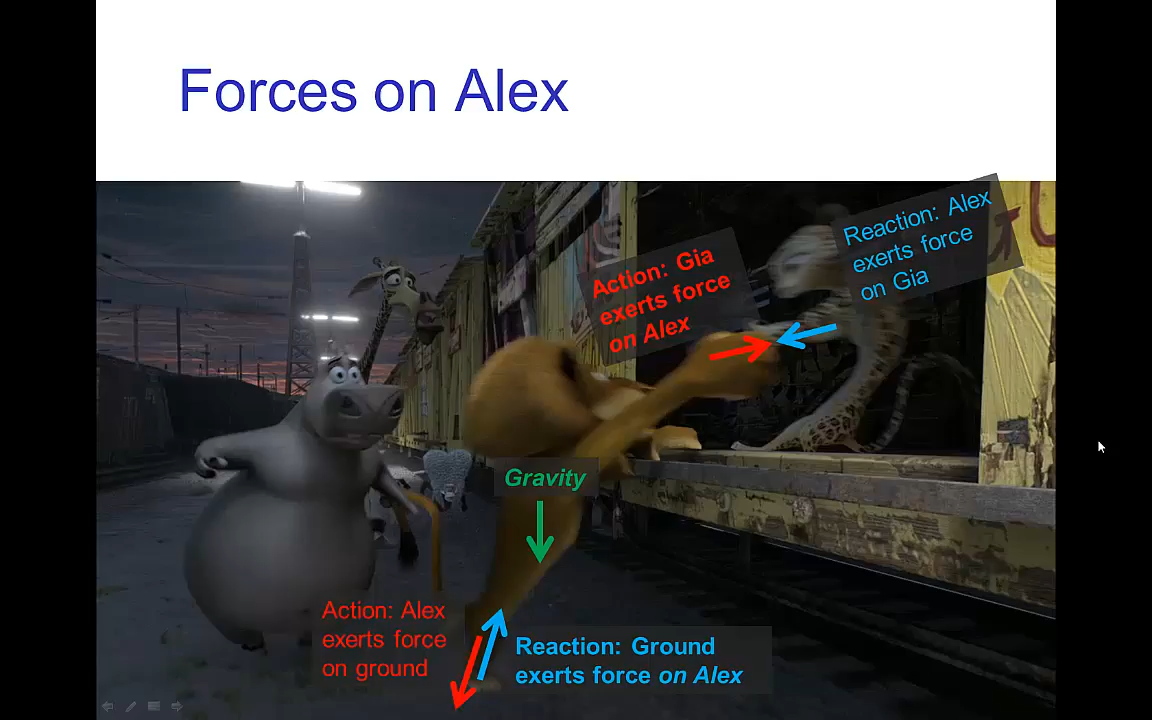 Forces on Alex
Action: Gia
exerts force
on Alex
Reaction: Alex
exerts force
on Gia
Gravity
Action: Alex
exerts force
on ground
Reaction: Ground
exerts force on Alex